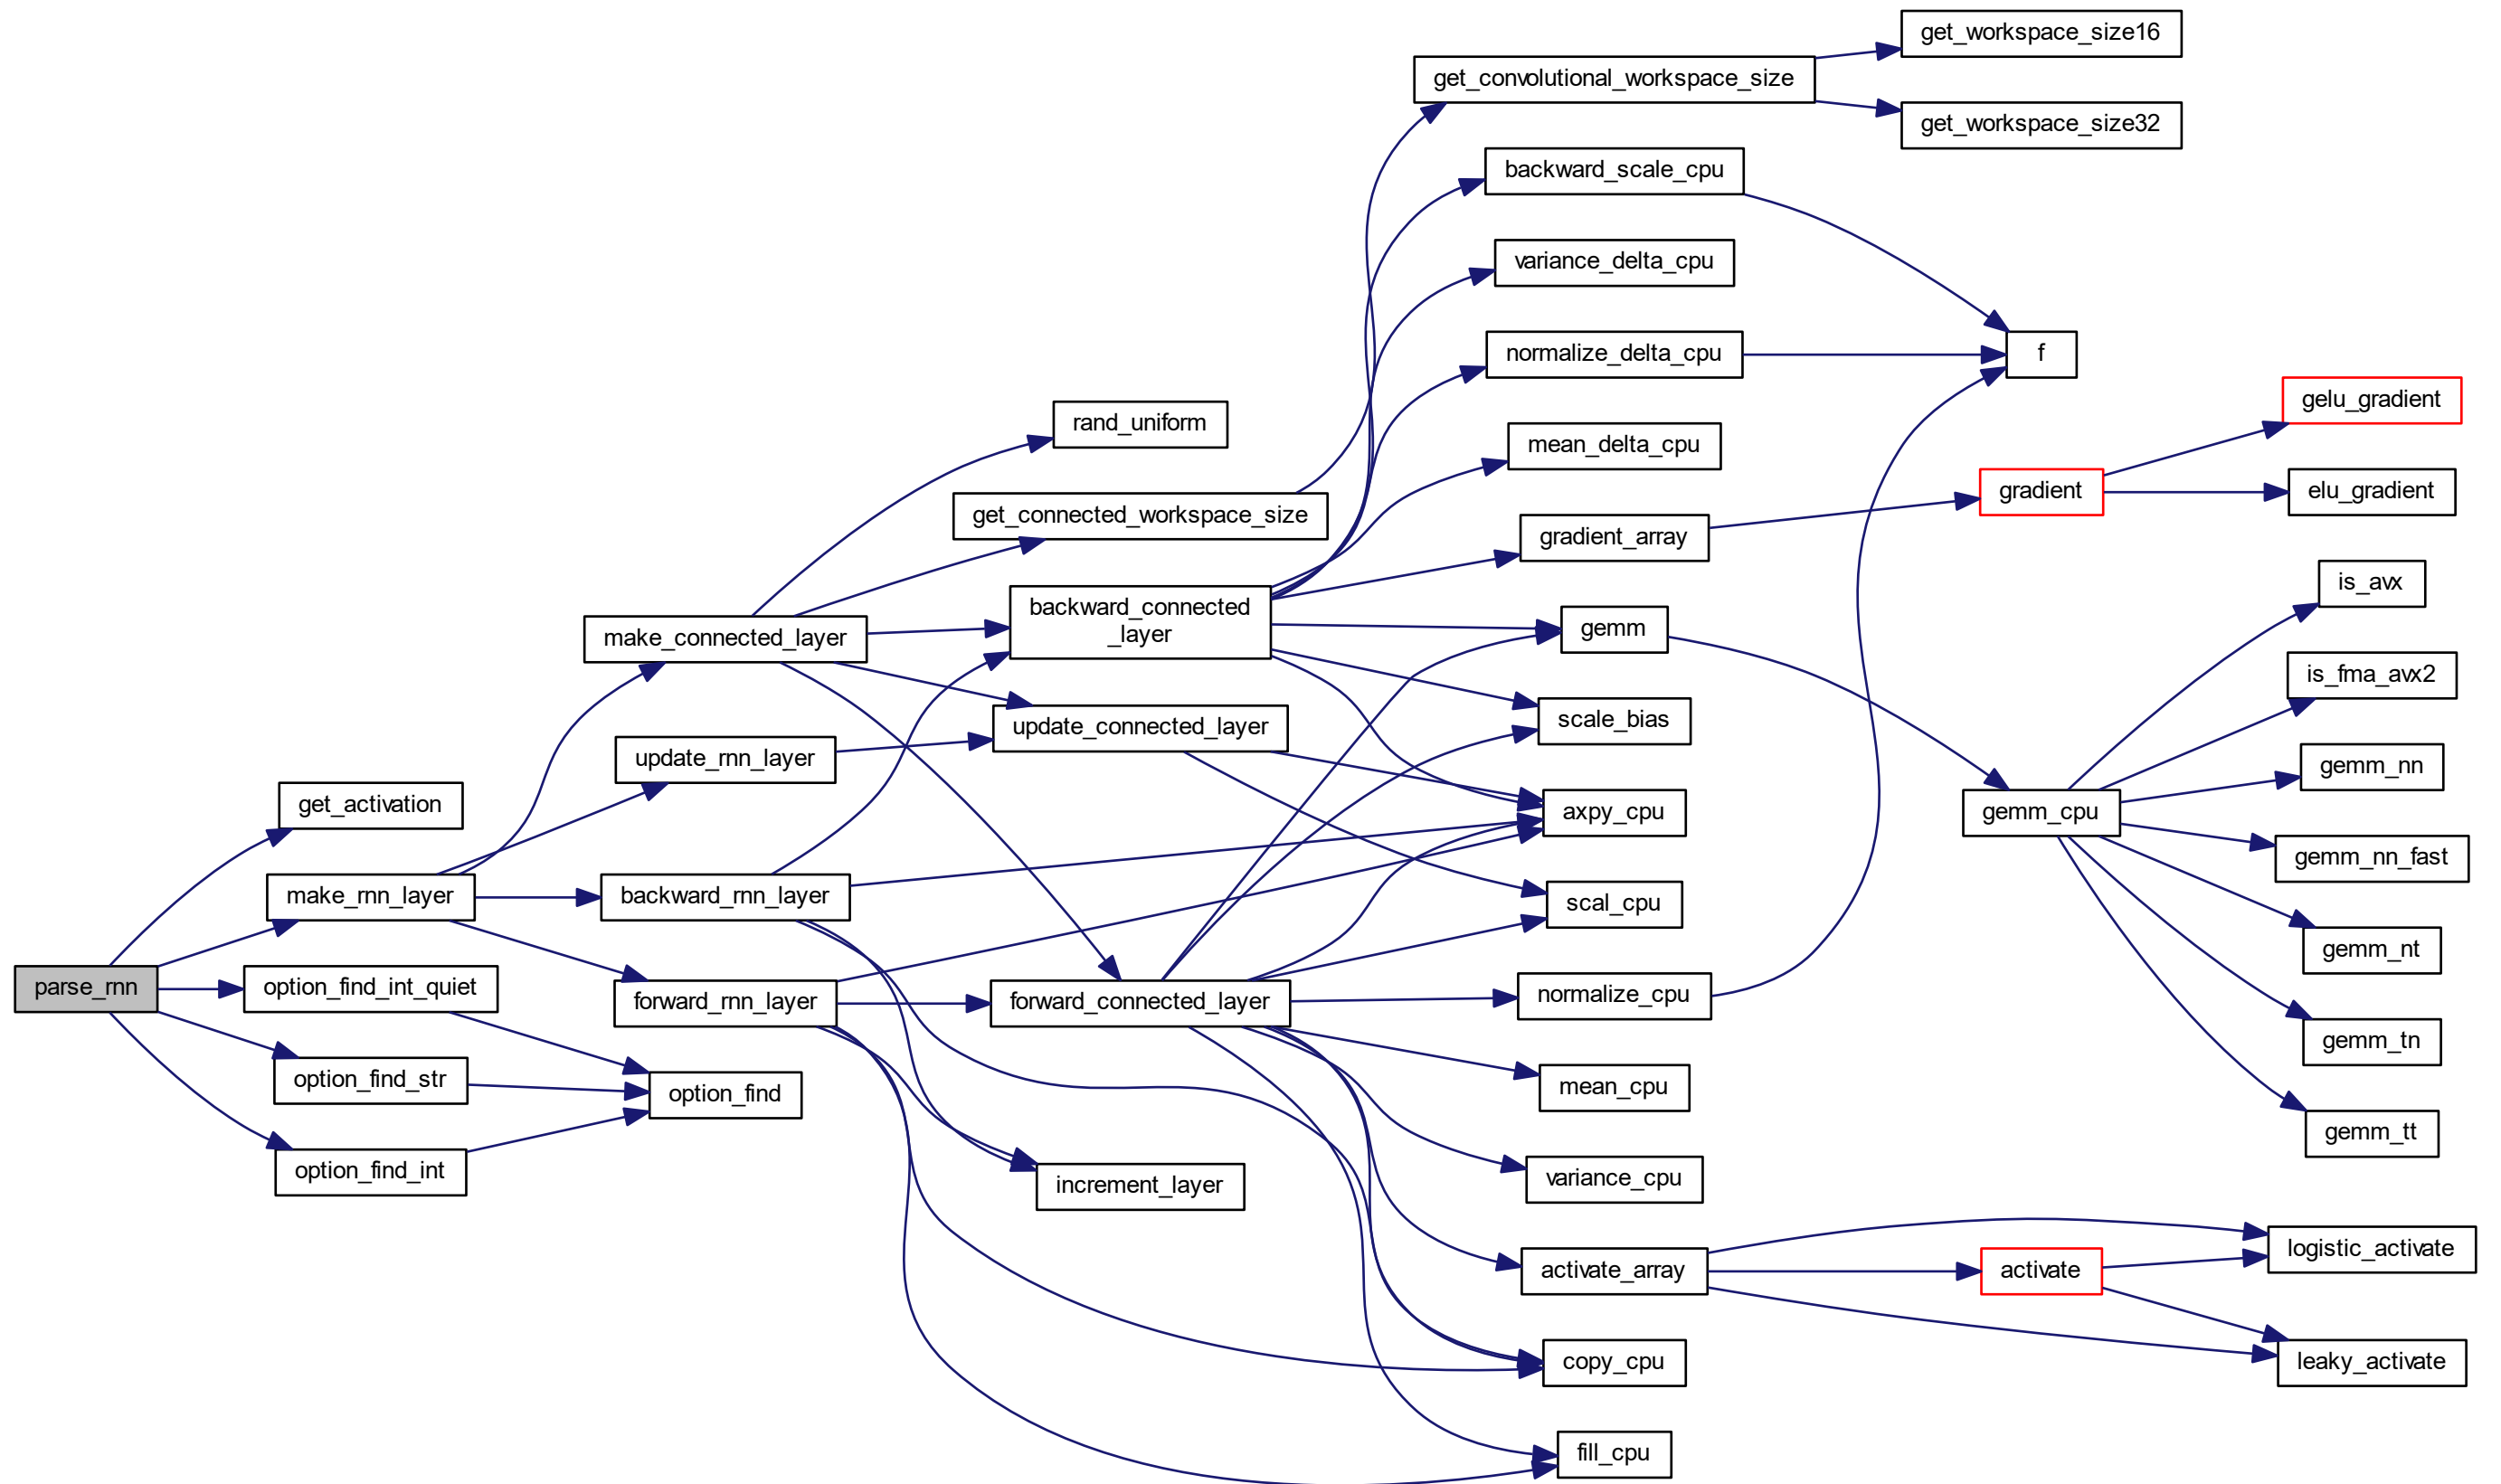 parse_rnn
get_activation
make_rnn_layer
option_find_int_quiet
option_find_str
option_find_int
make_connected_layer
update_rnn_layer
backward_rnn_layer
forward_rnn_layer
option_find
rand_uniform
get_connected_workspace_size
backward_connected
_layer
update_connected_layer
forward_connected_layer
increment_layer
get_convolutional_workspace_size
backward_scale_cpu
variance_delta_cpu
normalize_delta_cpu
mean_delta_cpu
gradient_array
gemm
scale_bias
axpy_cpu
scal_cpu
normalize_cpu
mean_cpu
variance_cpu
activate_array
copy_cpu
fill_cpu
get_workspace_size16
get_workspace_size32
f
gradient
gemm_cpu
activate
gelu_gradient
elu_gradient
is_avx
is_fma_avx2
gemm_nn
gemm_nn_fast
gemm_nt
gemm_tn
gemm_tt
logistic_activate
leaky_activate